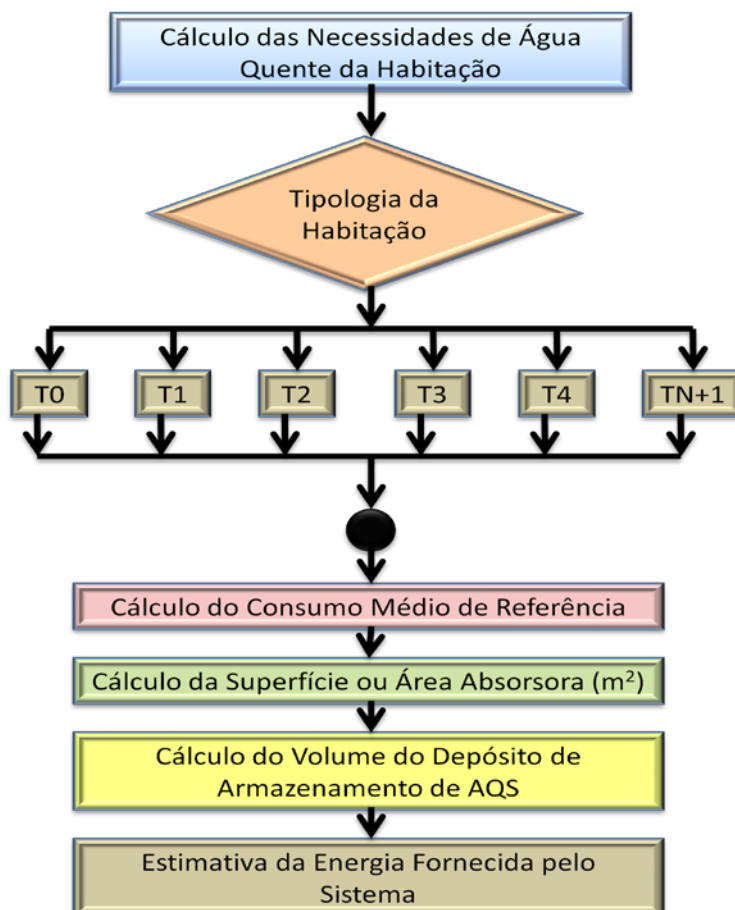 Cálculo das Necessidades de Água
Quente da Habitação
Tipologia da
Habitação
T0
T1
T2
T3
T4
TN+1
Cálculo do Consumo Médio de Referência
Cálculo da Superfície ou Área Absorsora (m²)
Cálculo do Volume do Depósito de
Armazenamento de AQS
Estimativa da Energia Fornecida pelo
Sistema